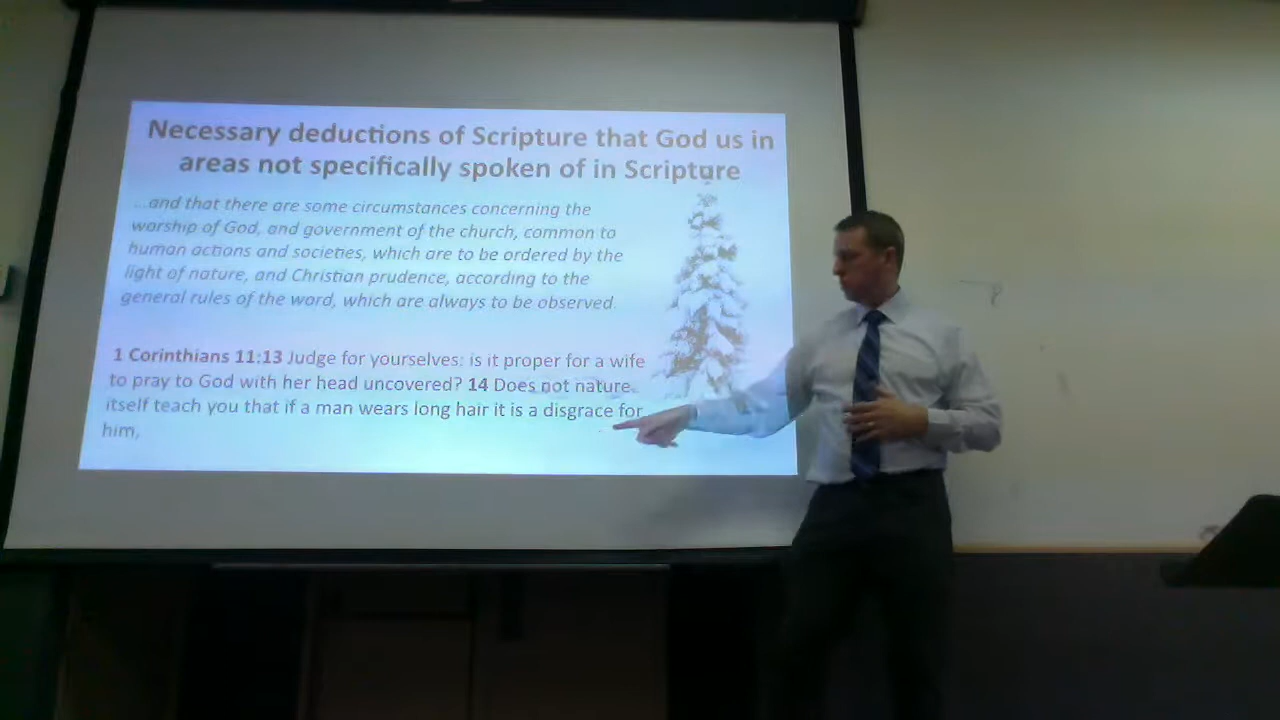 Necessary deductions of Scripture that God us in
areas not specifically spoken of in Scripture
...and that there are some circumstances concerning the
worship of God, and government of the church, common to
human actions and societies, which are to be ordered by the
light of nature, and Christian prudence, according to the
general rules of the word, which are always to be observed.
1 Corinthians 11:13 Judge for yourselves: is it proper for a wife
to pray to God with her head uncovered? 14 Does not nature
itself teach you that if a man wears long hair it is a disgrace for
him,